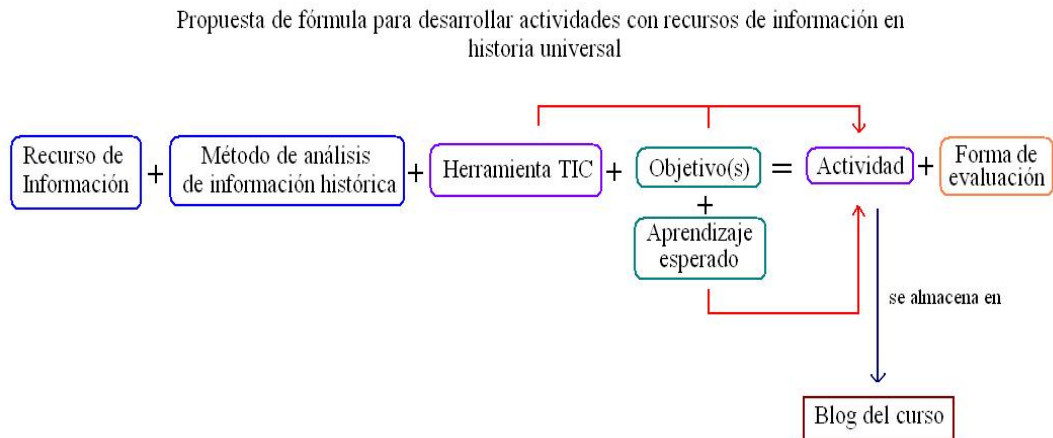 Propuesta de fórmula para desarrollar actividades con recursos de información en
historia universal
Recurso de
Información
+
Método de análisis
de información histórica
+
Herramienta TIC
+
Objetivo(s)
+
Aprendizaje
esperado
=
Actividad
+
Forma de
evaluación
se almacena en
Blog del curso